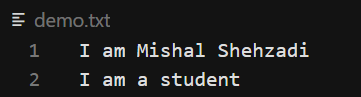 demo.txt
1 I am Mishal Shehzadi
2 I am a student